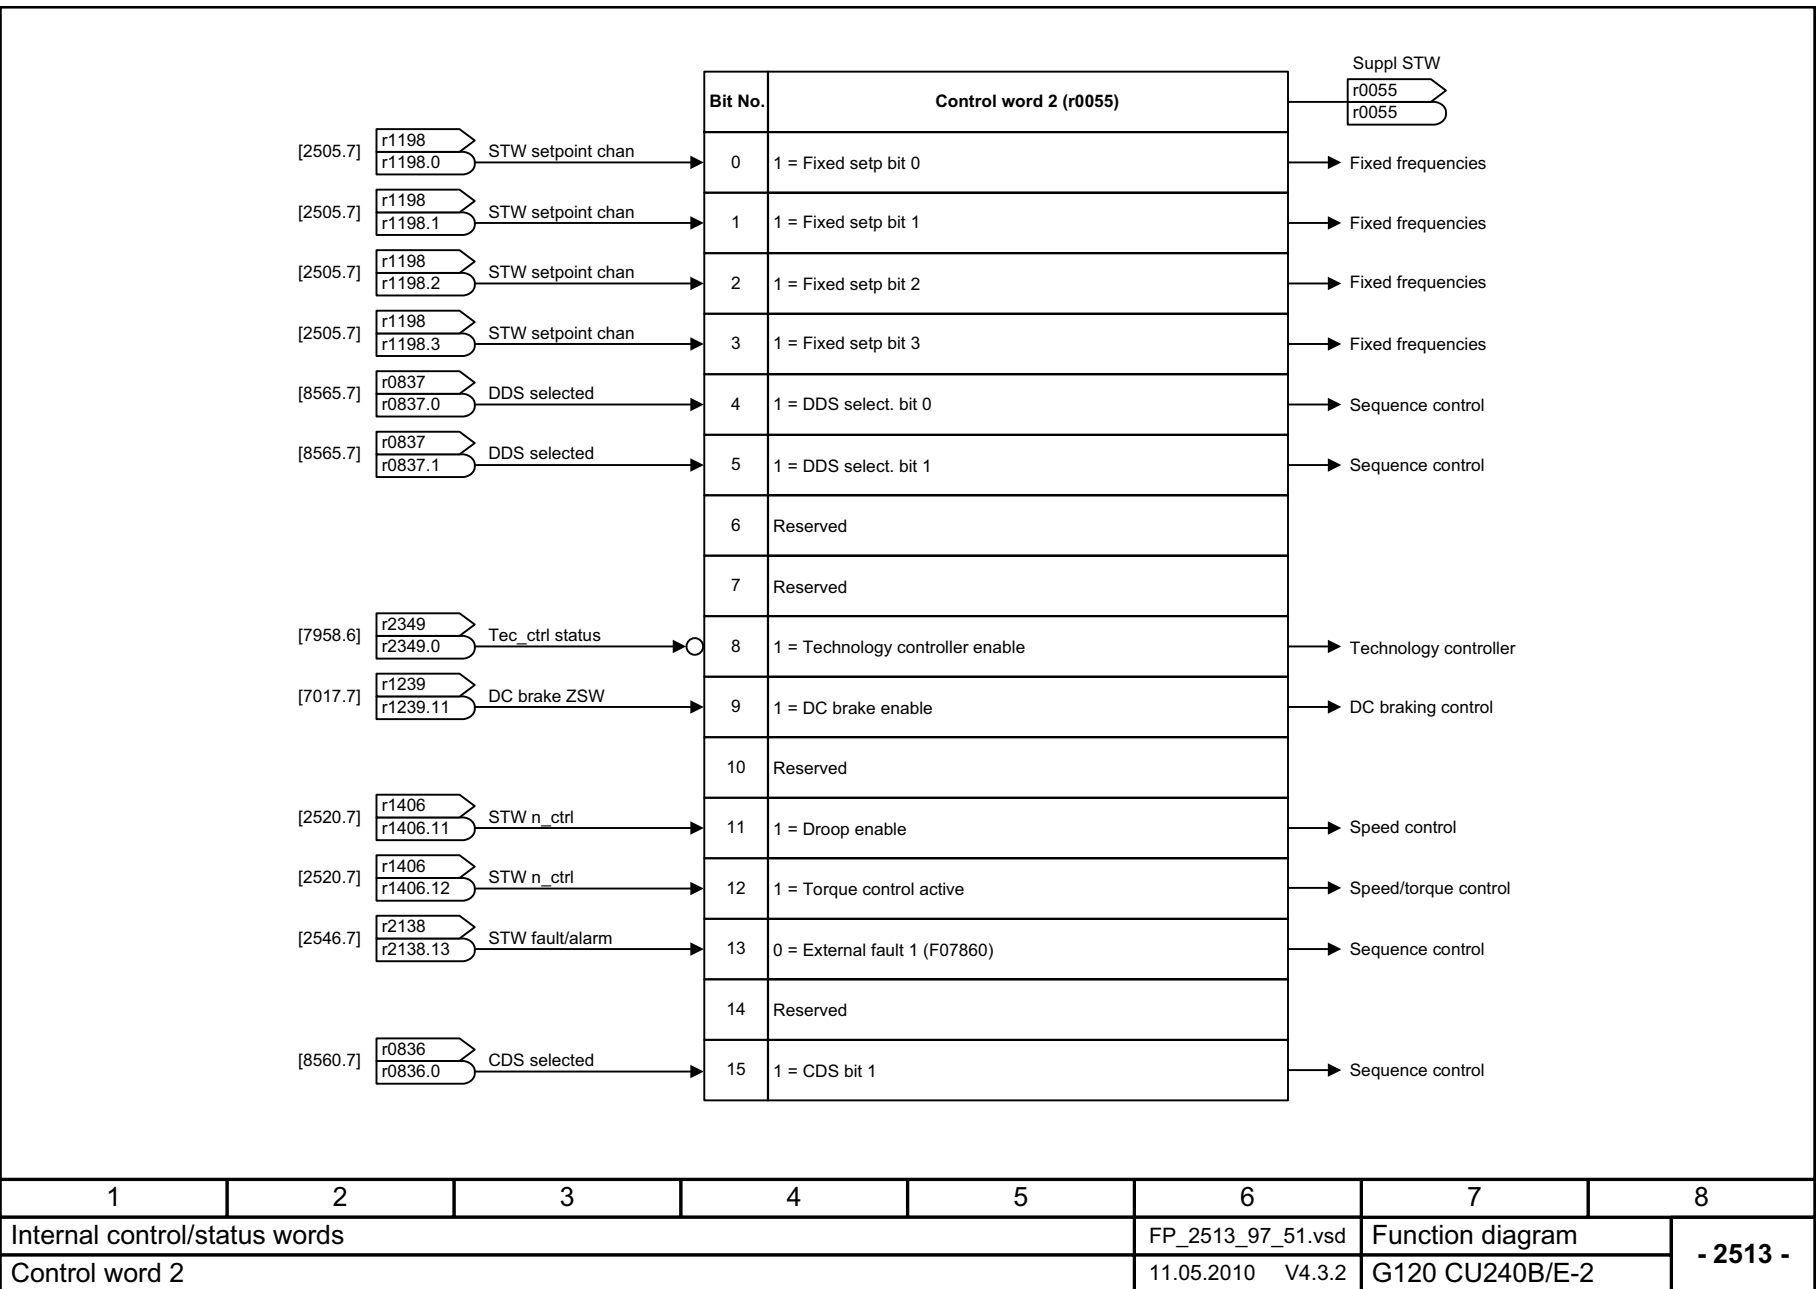 Suppl STW
r0055
r0055
Bit No. Control word 2 (r0055)
[2505.7] r1198 r1198.0 STW setpoint chan 0 1 = Fixed setp bit 0 Fixed frequencies
[2505.7] r1198 r1198.1 STW setpoint chan 1 1 = Fixed setp bit 1 Fixed frequencies
[2505.7] r1198 r1198.2 STW setpoint chan 2 1 = Fixed setp bit 2 Fixed frequencies
[2505.7] r1198 r1198.3 STW setpoint chan 3 1 = Fixed setp bit 3 Fixed frequencies
[8565.7] r0837 r0837.0 DDS selected 4 1 = DDS select. bit 0 Sequence control
[8565.7] r0837 r0837.1 DDS selected 5 1 = DDS select. bit 1 Sequence control
6 Reserved
7 Reserved
[7958.6] r2349 r2349.0 Tec_ctrl status 8 1 = Technology controller enable Technology controller
[7017.7] r1239 r1239.11 DC brake ZSW 9 1 = DC brake enable DC braking control
10 Reserved
[2520.7] r1406 r1406.11 STW n_ctrl 11 1 = Droop enable Speed control
[2520.7] r1406 r1406.12 STW n_ctrl 12 1 = Torque control active Speed/torque control
[2546.7] r2138 r2138.13 STW fault/alarm 13 0 = External fault 1 (F07860) Sequence control
14 Reserved
[8560.7] r0836 r0836.0 CDS selected 15 1 = CDS bit 1 Sequence control
1 2 3 4 5 6 7 8
Internal control/status words FP_2513_97_51.vsd Function diagram - 2513 -
Control word 2 11.05.2010 V4.3.2 G120 CU240B/E-2